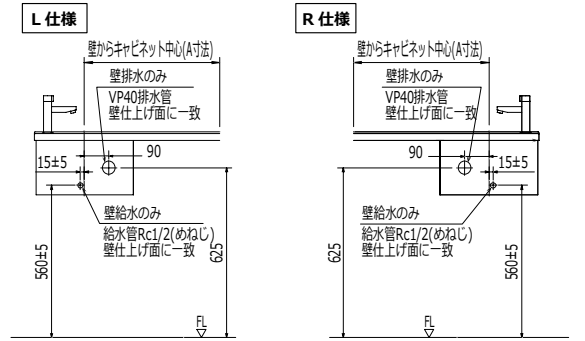 L 仕様
壁からキャビネット中心(A寸法)
壁排水のみ
VP40排水管
壁仕上げ面に一致
90
15±5
壁給水のみ
給水管Rc1/2(めねじ)
壁仕上げ面に一致
560±5
625
FL
R 仕様
壁からキャビネット中心(A寸法)
壁排水のみ
VP40排水管
壁仕上げ面に一致
90
15±5
壁給水のみ
給水管Rc1/2(めねじ)
壁仕上げ面に一致
625
560±5
FL